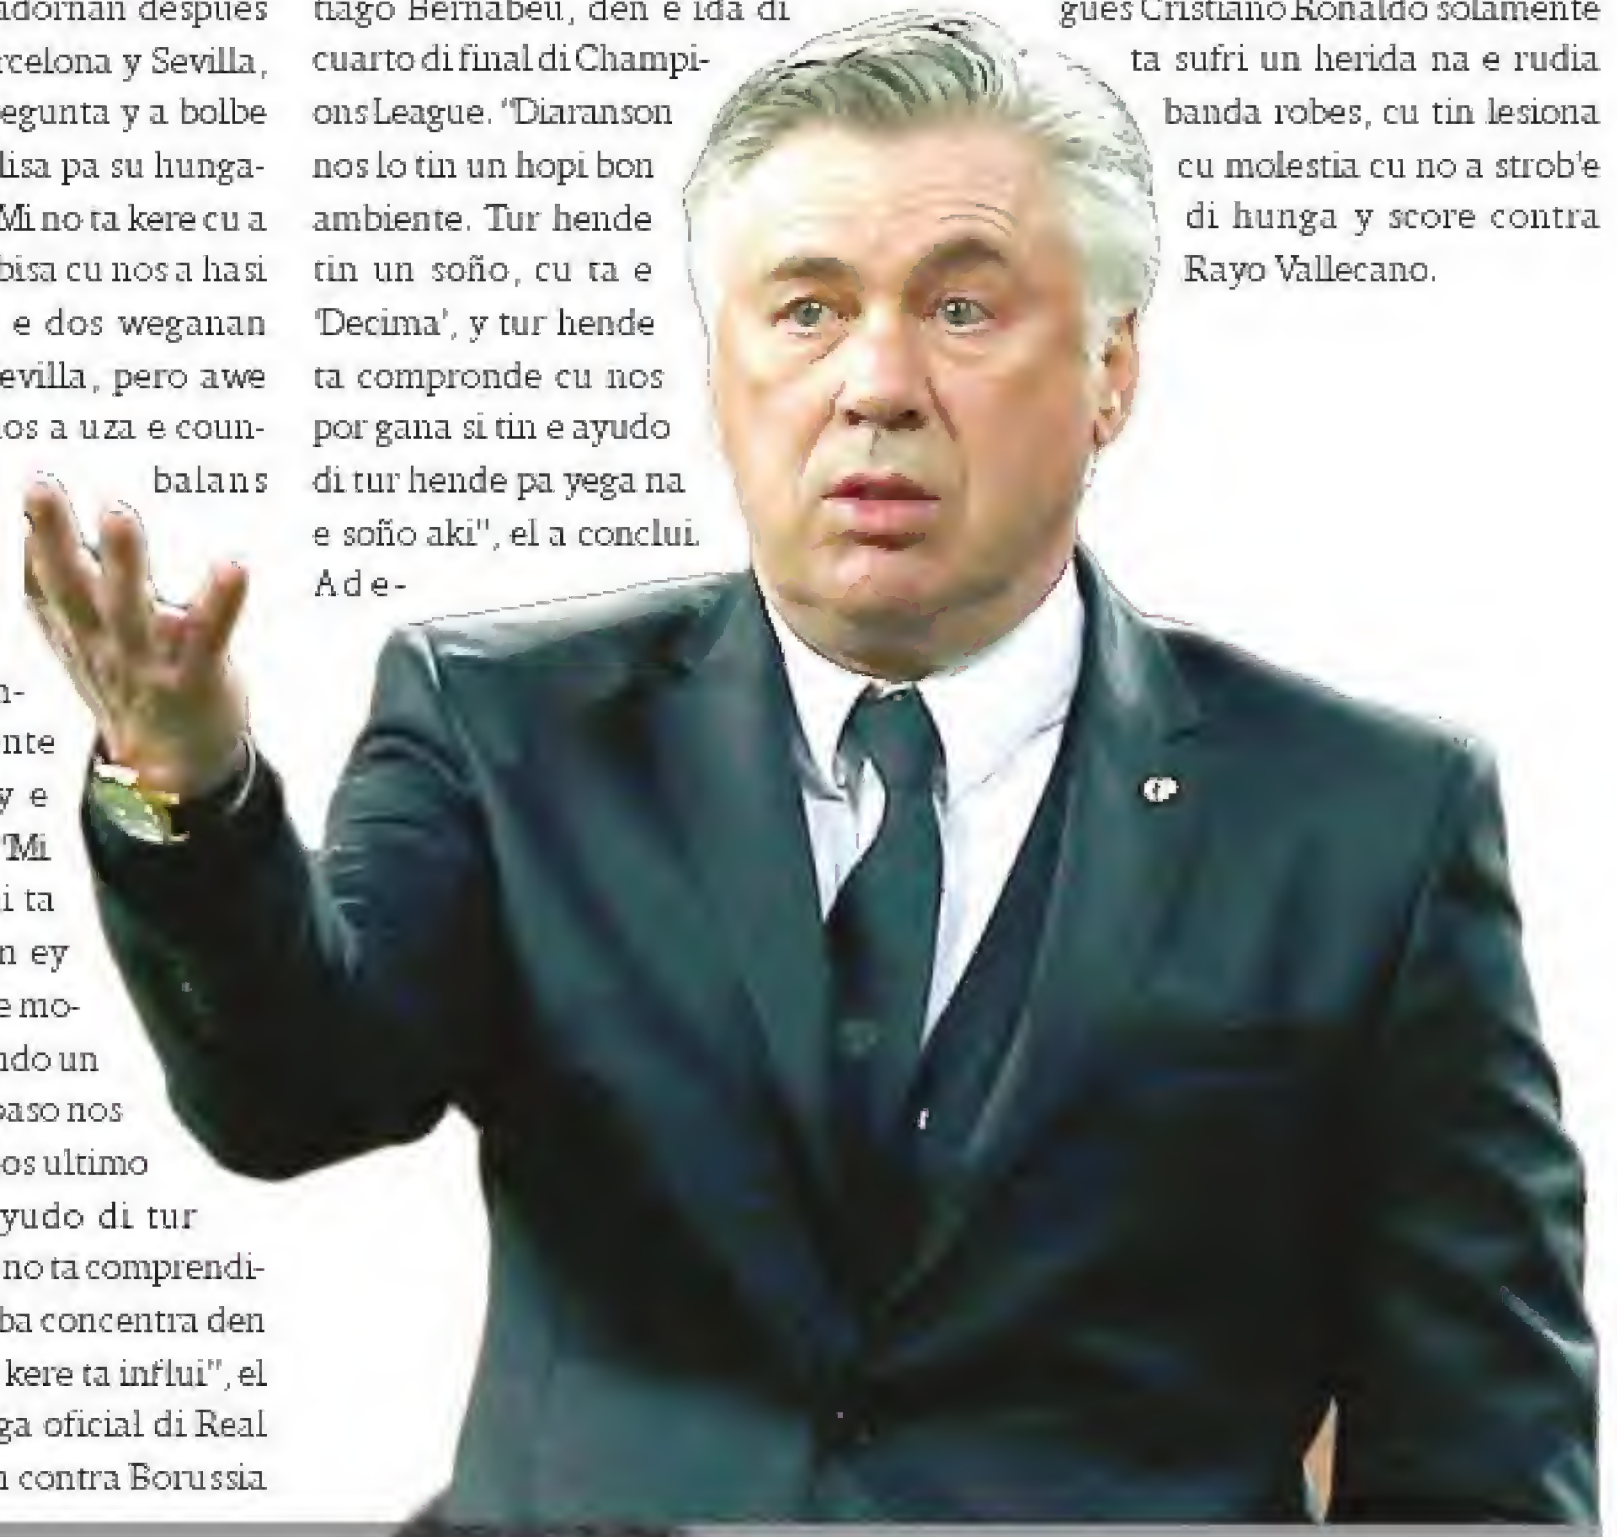 adornan despues
rcelona y Sevilla,
egunta y a bolbe
lisa pa su hunga-
Mi no ta kere cu a
bisa cu nos a hasi
e dos weganan
evilla, pero awe
nos a uza e coun-
balans
n-
nte
y e
"Mi
i ta
n ey
e mo-
ndo un
paso nos
os ultimo
yudo di tur
no ta comprendi-
ba concentra den
kere ta influi", el
ga oficial di Real
n contra Borussia
tiago Bernabeu, den e ida di
cuarto di final di Champi-
ons League. "Diaranson
nos lo tin un hopi bon
ambiente. Tur hende
tin un soño, cu ta e
'Decima', y tur hende
ta compronde cu nos
por gana si tin e ayudo
di tur hende pa yega na
e soño aki", el a conclui.
Ade-
gues Cristiano Ronaldo solamente
ta sufri un herida na e rudia
banda robes, cu tin lesiona
cu molestia cu no a strob'e
di hunga y score contra
Rayo Vallecano.